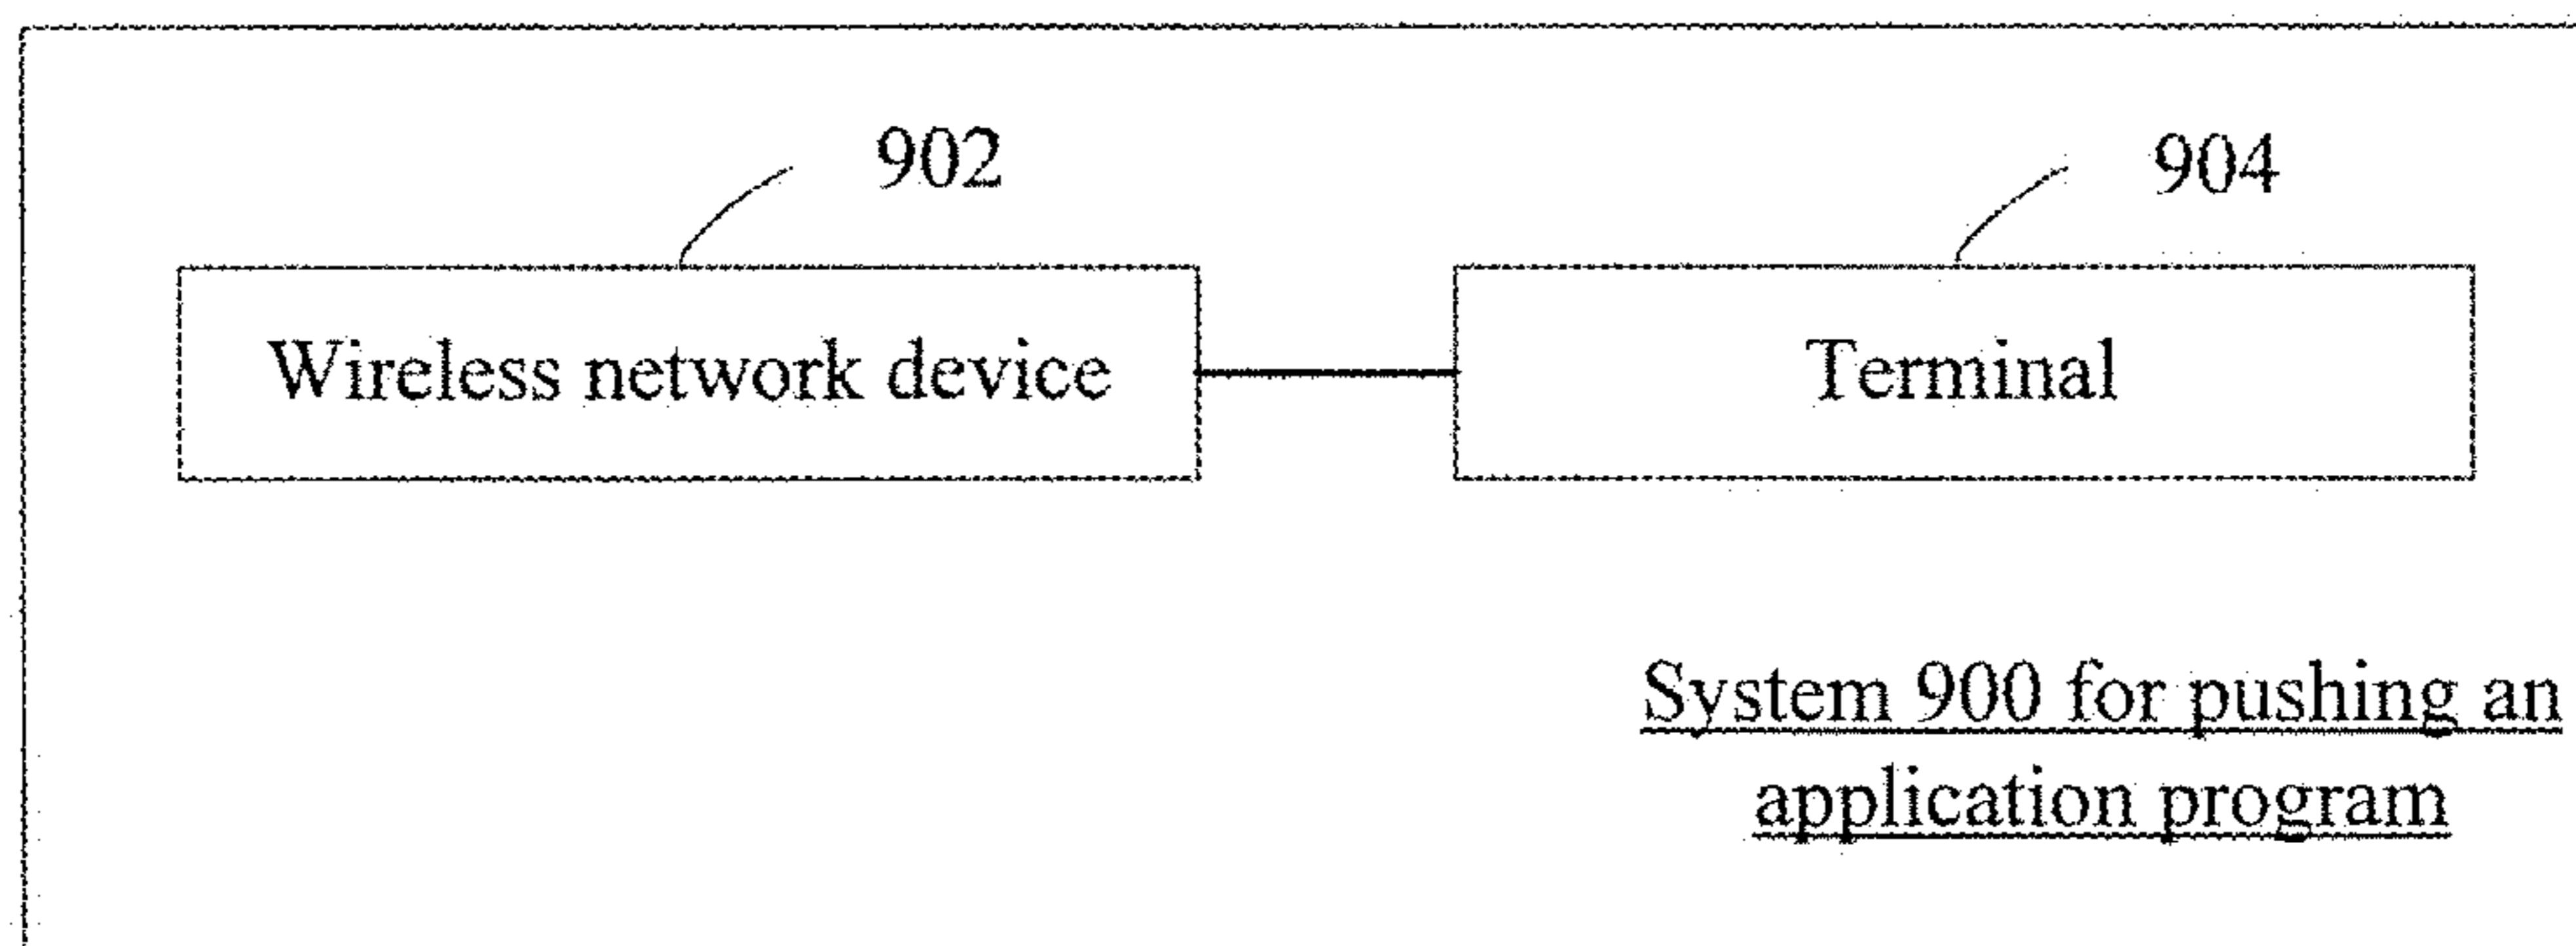 902
904
Wireless network device
Terminal
System 900 for pushing an
application program